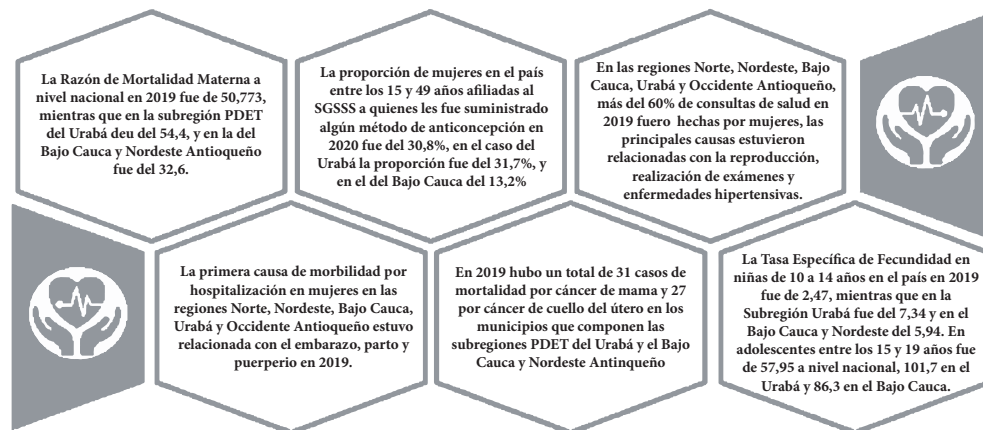 La Razón de Mortalidad Materna a
nivel nacional en 2019 fue de 50,773,
mientras que en la subregión PDET
del Urabá deu del 54,4, y en la del
Bajo Cauca y Nordeste Antioqueño
fue del 32,6.
La proporción de mujeres en el país
entre los 15 y 49 años afiliadas al
SGSSS a quienes les fue suministrado
algún método de anticoncepción en
2020 fue del 30,8%, en el caso del
Urabá la proporción fue del 31,7%, y
en el del Bajo Cauca del 13,2%
En las regiones Norte, Nordeste, Bajo
Cauca, Urabá y Occidente Antioqueño,
más del 60% de consultas de salud en
2019 fuero hechas por mujeres, las
principales causas estuvieron
relacionadas con la reproducción,
realización de exámenes y
enfermedades hipertensivas.
La primera causa de morbilidad por
hospitalización en mujeres en las
regiones Norte, Nordeste, Bajo Cauca,
Urabá y Occidente Antioqueño estuvo
relacionada con el embarazo, parto y
puerperio en 2019.
En 2019 hubo un total de 31 casos de
mortalidad por cáncer de mama y 27
por cáncer de cuello del útero en los
municipios que componen las
subregiones PDET del Urabá y el Bajo
Cauca y Nordeste Antinqueño
La Tasa Específica de Fecundidad en
niñas de 10 a 14 años en el país en 2019
fue de 2,47, mientras que en la
Subregión Urabá fue del 7,34 y en el
Bajo Cauca y Nordeste del 5,94. En
adolescentes entre los 15 y 19 años fue
de 57,95 a nivel nacional, 101,7 en el
Urabá y 86,3 en el Bajo Cauca.